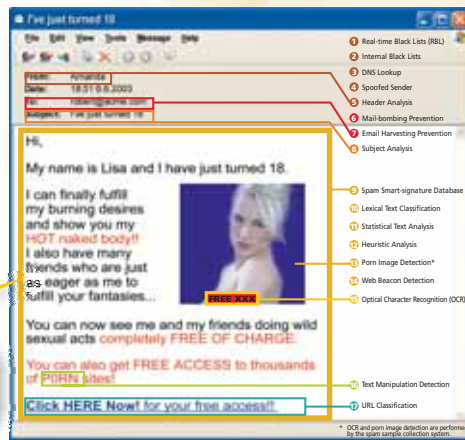 I've just turned 18
File Edit View Tools Message Help
From: Amanda
Date: 18:51 0.6.2003
To: robert@acme.com
Subject: I've just turned 18
Hi,
My name is Lisa and I have just turned 18.
I can finally fulfill
my burning desires
and show you my
HOT naked body!!
I also have many
friends who are just
as eager as me to
fulfill your fantasies...
FREE XXX
You can now see me and my friends doing wild
sexual acts completely FREE OF CHARGE.
You can also get FREE ACCESS to thousands
of P0RN sites!
Click HERE Now! for your free access!!
1 Real-time Black Lists (RBL)
2 Internal Black Lists
3 DNS Lookup
4 Spoofed Sender
5 Header Analysis
6 Mail-bombing Prevention
7 Email Harvesting Prevention
8 Subject Analysis
9 Spam Smart-signature Database
10 Lexical Text Classification
11 Statistical Text Analysis
12 Heuristic Analysis
13 Porn Image Detection*
14 Web Beacon Detection
15 Optical Character Recognition (OCR)
16 Text Manipulation Detection
17 URL Classification
* OCR and porn image detection are performed
by the spam sample collection system.